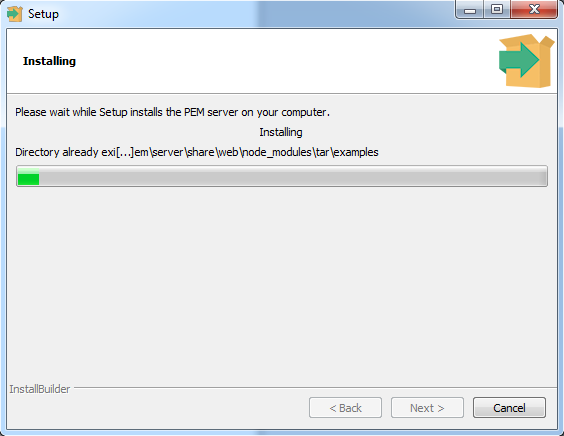 Setup
Installing
Please wait while Setup installs the PEM server on your computer.
Installing
Directory already exi[...]em\server\share\web\node_modules\tar\examples
InstallBuilder
< Back
Next >
Cancel